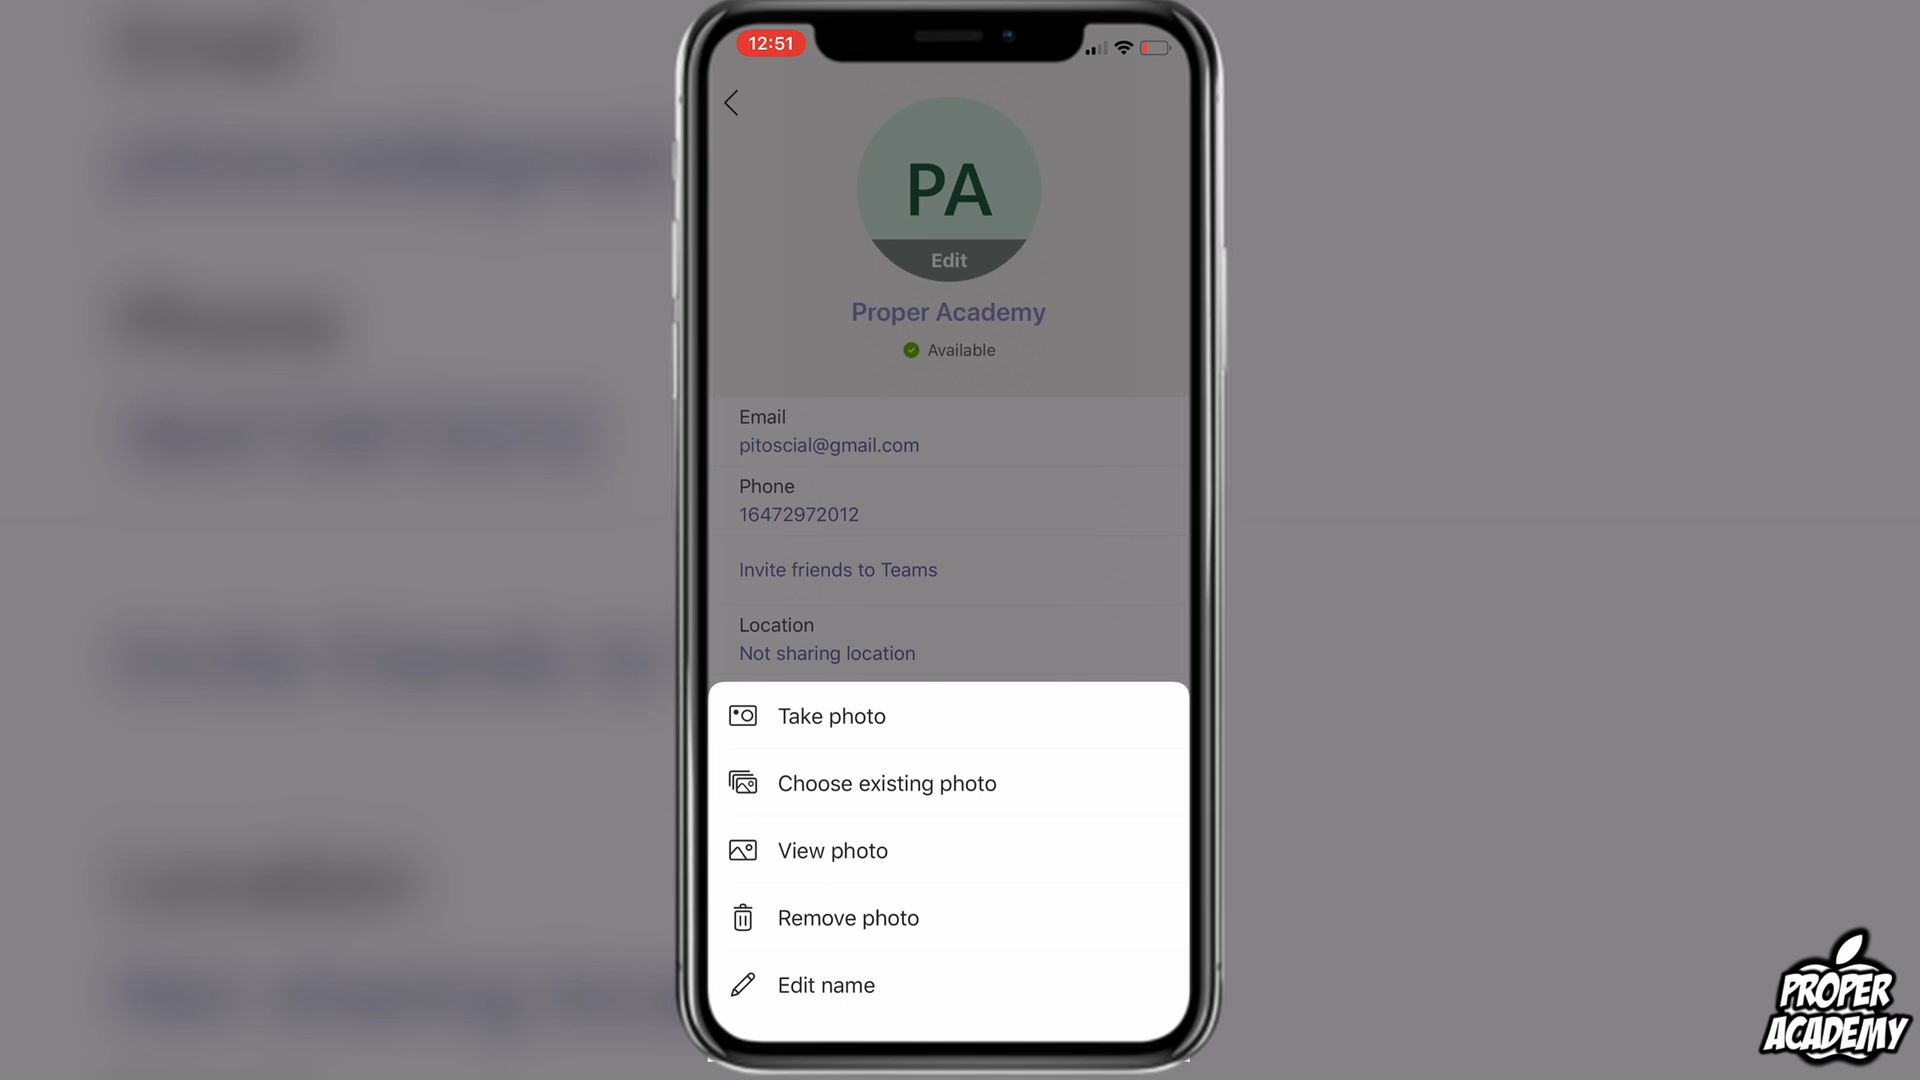 12:51
PA
Edit
Proper Academy
Available
Email
pitoscial@gmail.com
Phone
16472972012
Invite friends to Teams
Location
Not sharing location
Take photo
Choose existing photo
View photo
Remove photo
Edit name
PROPER
ACADEMY